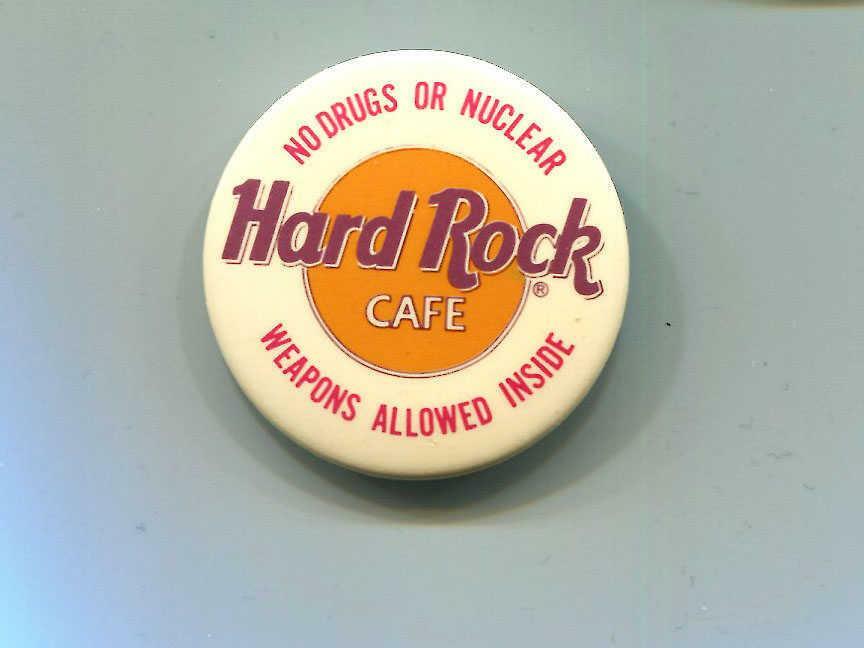 NO DRUGS OR NUCLEAR
Hard Rock
®
CAFE
WEAPONS ALLOWED INSIDE